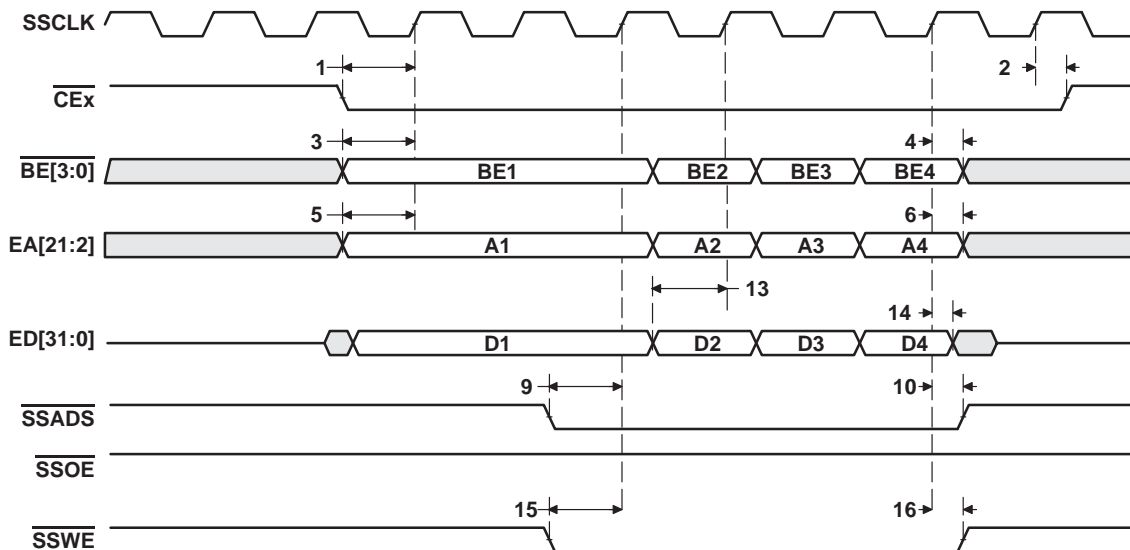 SSCLK
1 2
CEx
3 4
BE[3:0] BE1 BE2 BE3 BE4
5 6
EA[21:2] A1 A2 A3 A4
13
14
ED[31:0] D1 D2 D3 D4
9 10
SSADS
SSOE
15 16
SSWE